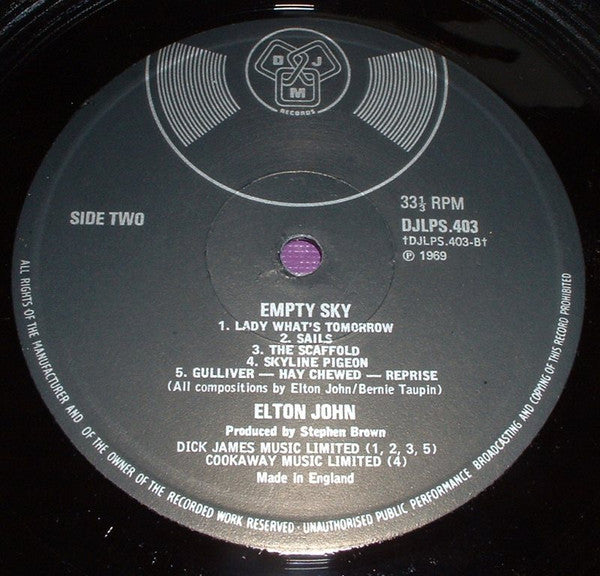 D J M
RECORDS
SIDE TWO
33⅓ RPM
DJLPS.403
†DJLPS.403-B†
℗ 1969
EMPTY SKY
1. LADY WHAT'S TOMORROW
2. SAILS
3. THE SCAFFOLD
4. SKYLINE PIGEON
5. GULLIVER — HAY CHEWED — REPRISE
(All compositions by Elton John/Bernie Taupin)
ELTON JOHN
Produced by Stephen Brown
DICK JAMES MUSIC LIMITED (1, 2, 3, 5)
COOKAWAY MUSIC LIMITED (4)
Made in England
ALL RIGHTS OF THE MANUFACTURER AND OF THE OWNER OF THE RECORDED WORK RESERVED · UNAUTHORISED PUBLIC PERFORMANCE BROADCASTING AND COPYING OF THIS RECORD PROHIBITED